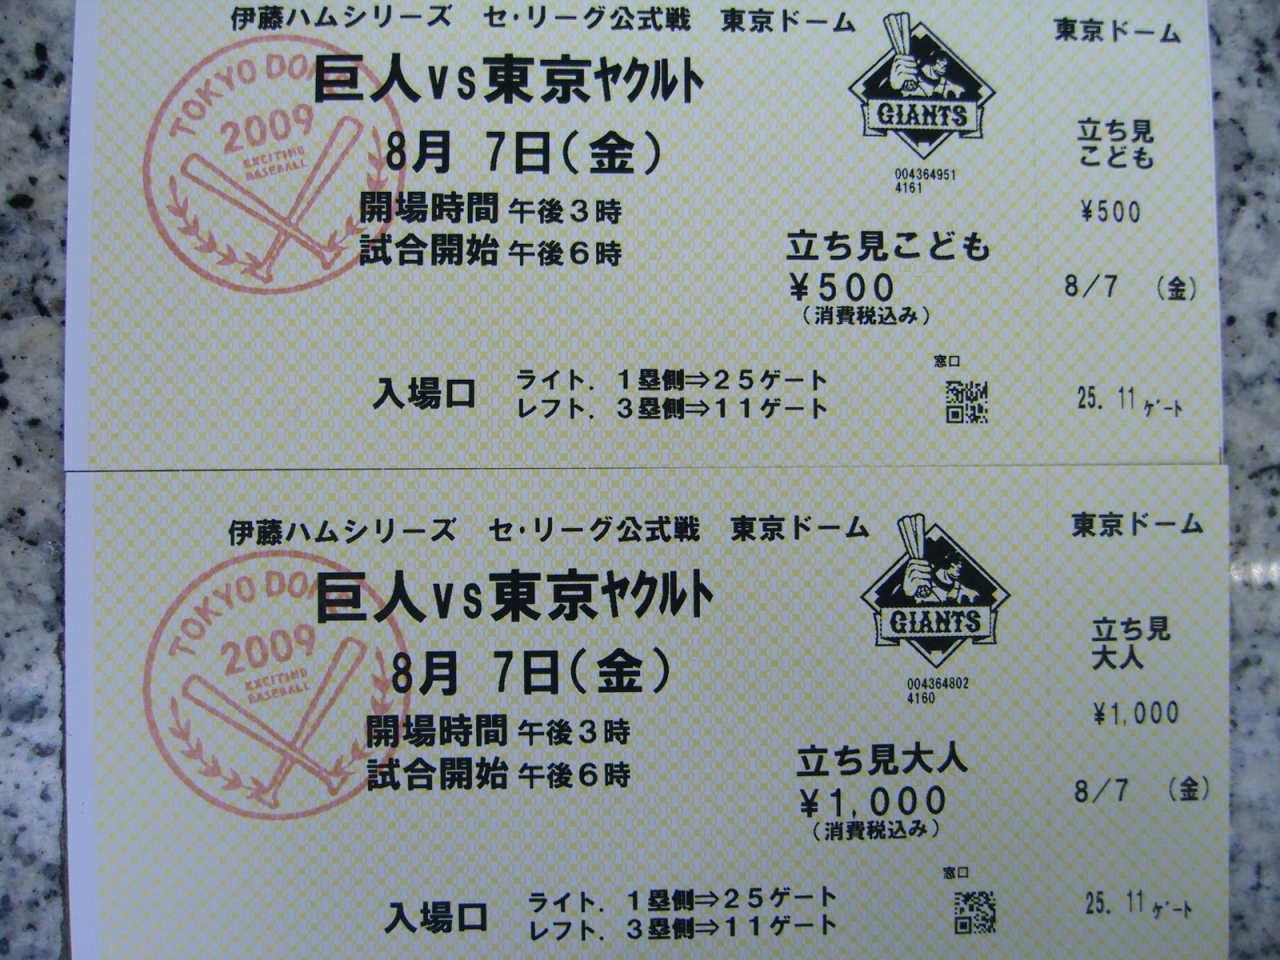 伊藤ハムシリーズ セ・リーグ公式戦 東京ドーム
東京ドーム
TOKYO DO
2009
EXCITING
BASEBALL
巨人vs東京ヤクルト
8月 7日(金)
開場時間 午後3時
試合開始 午後6時
GIANTS
004364951
4161
立ち見こども
¥500
(消費税込み)
入場口
ライト．1塁側⇒25ゲート
レフト．3塁側⇒11ゲート
窓口
立ち見
こども
¥500
8/7 (金)
25. 11ゲート
伊藤ハムシリーズ セ・リーグ公式戦 東京ドーム
東京ドーム
TOKYO DO
2009
EXCITING
BASEBALL
巨人vs東京ヤクルト
8月 7日(金)
開場時間 午後3時
試合開始 午後6時
GIANTS
004364802
4160
立ち見大人
¥1,000
(消費税込み)
入場口
ライト．1塁側⇒25ゲート
レフト．3塁側⇒11ゲート
窓口
立ち見
大人
¥1,000
8/7 (金)
25. 11ゲート